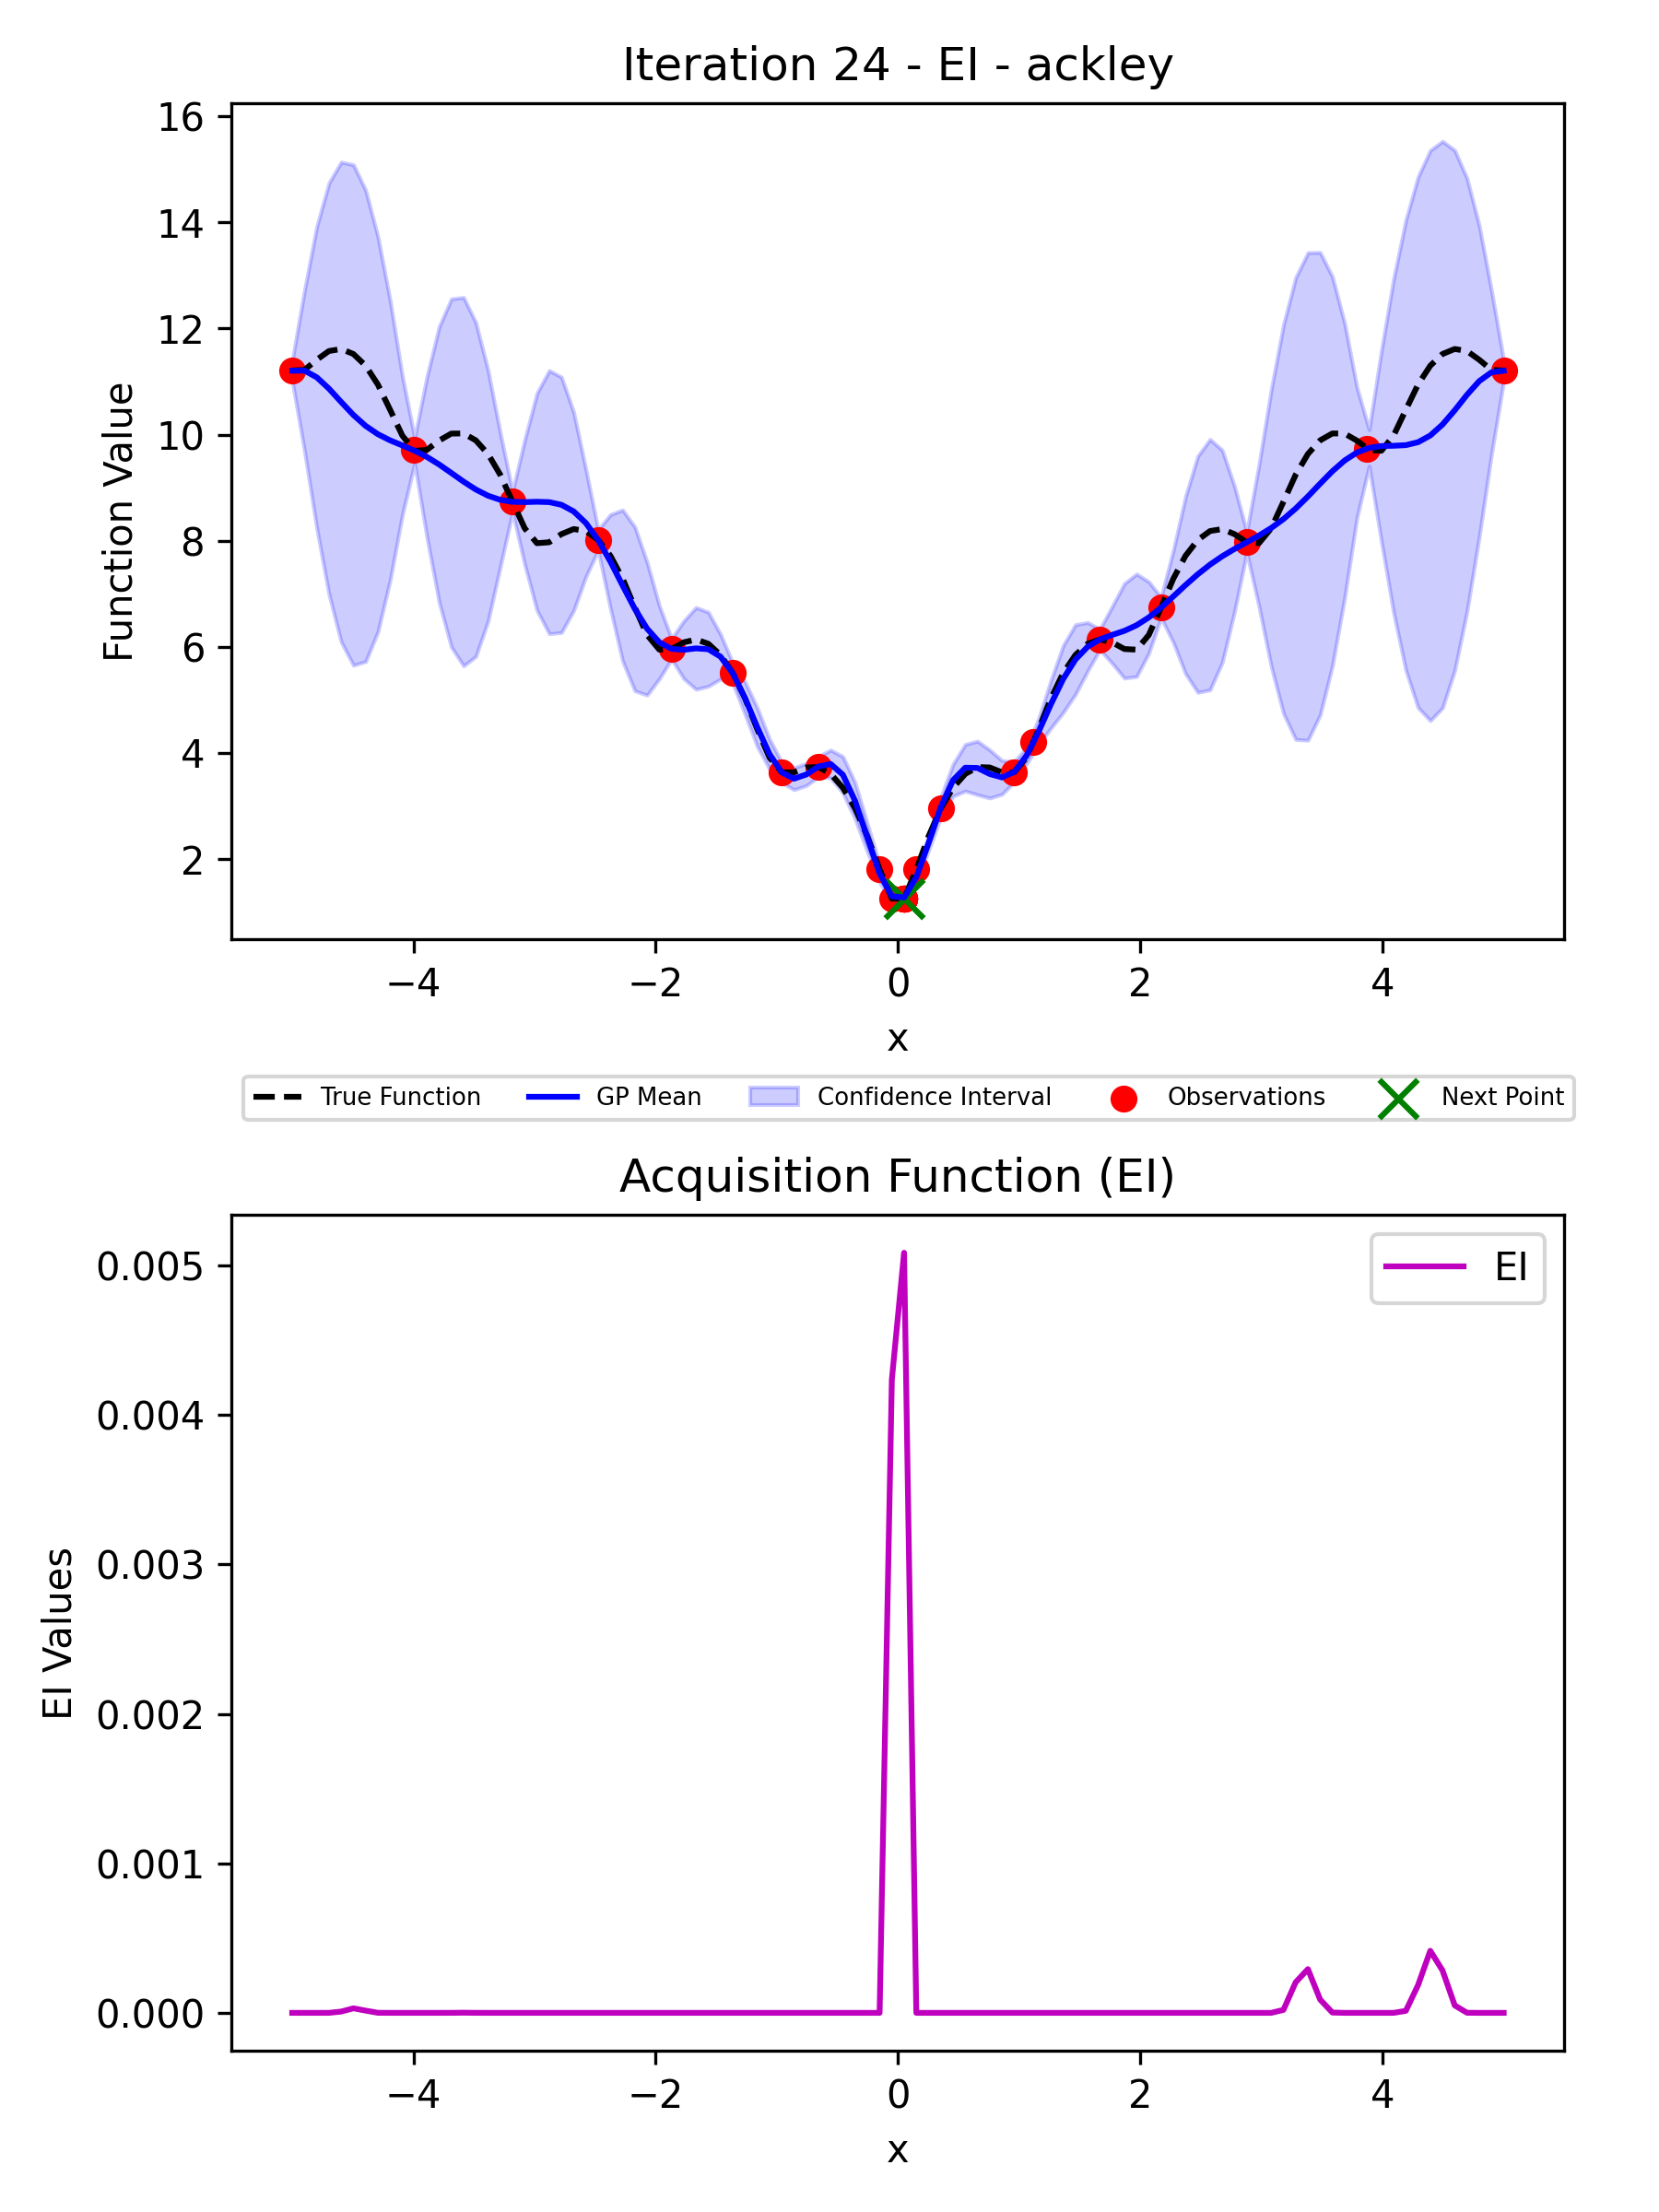 Iteration 24 - EI - ackley
16
14
12
10
8
6
4
2
Function Value
−4 −2 0 2 4
x
True Function GP Mean Confidence Interval Observations Next Point
Acquisition Function (EI)
EI
0.005
0.004
0.003
0.002
0.001
0.000
EI Values
−4 −2 0 2 4
x